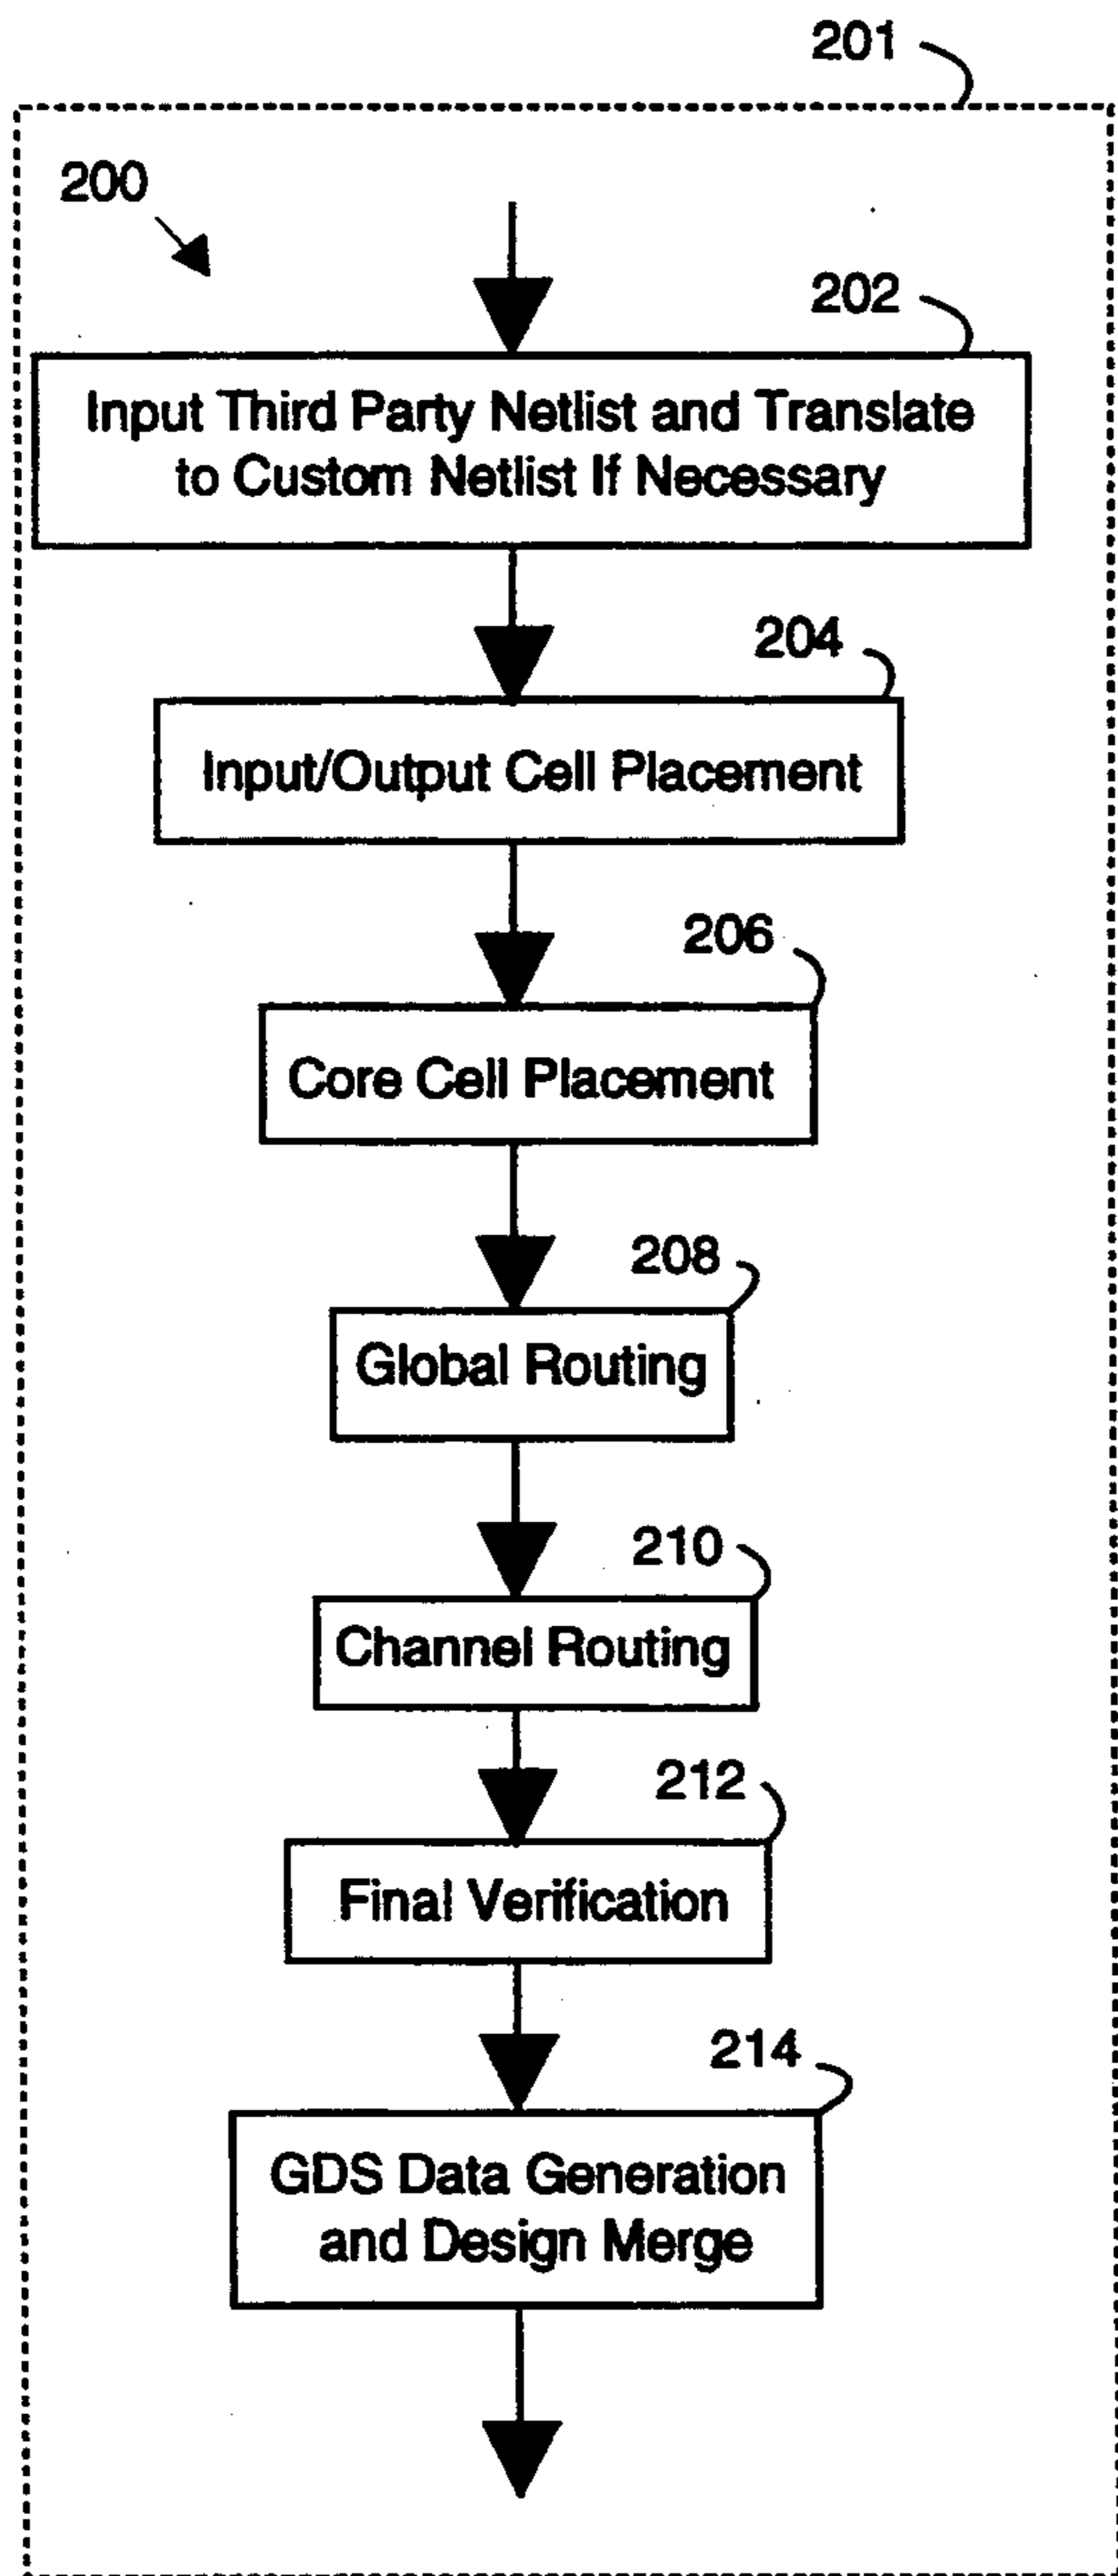 201
200
202
Input Third Party Netlist and Translate
to Custom Netlist If Necessary
204
Input/Output Cell Placement
206
Core Cell Placement
208
Global Routing
210
Channel Routing
212
Final Verification
214
GDS Data Generation
and Design Merge